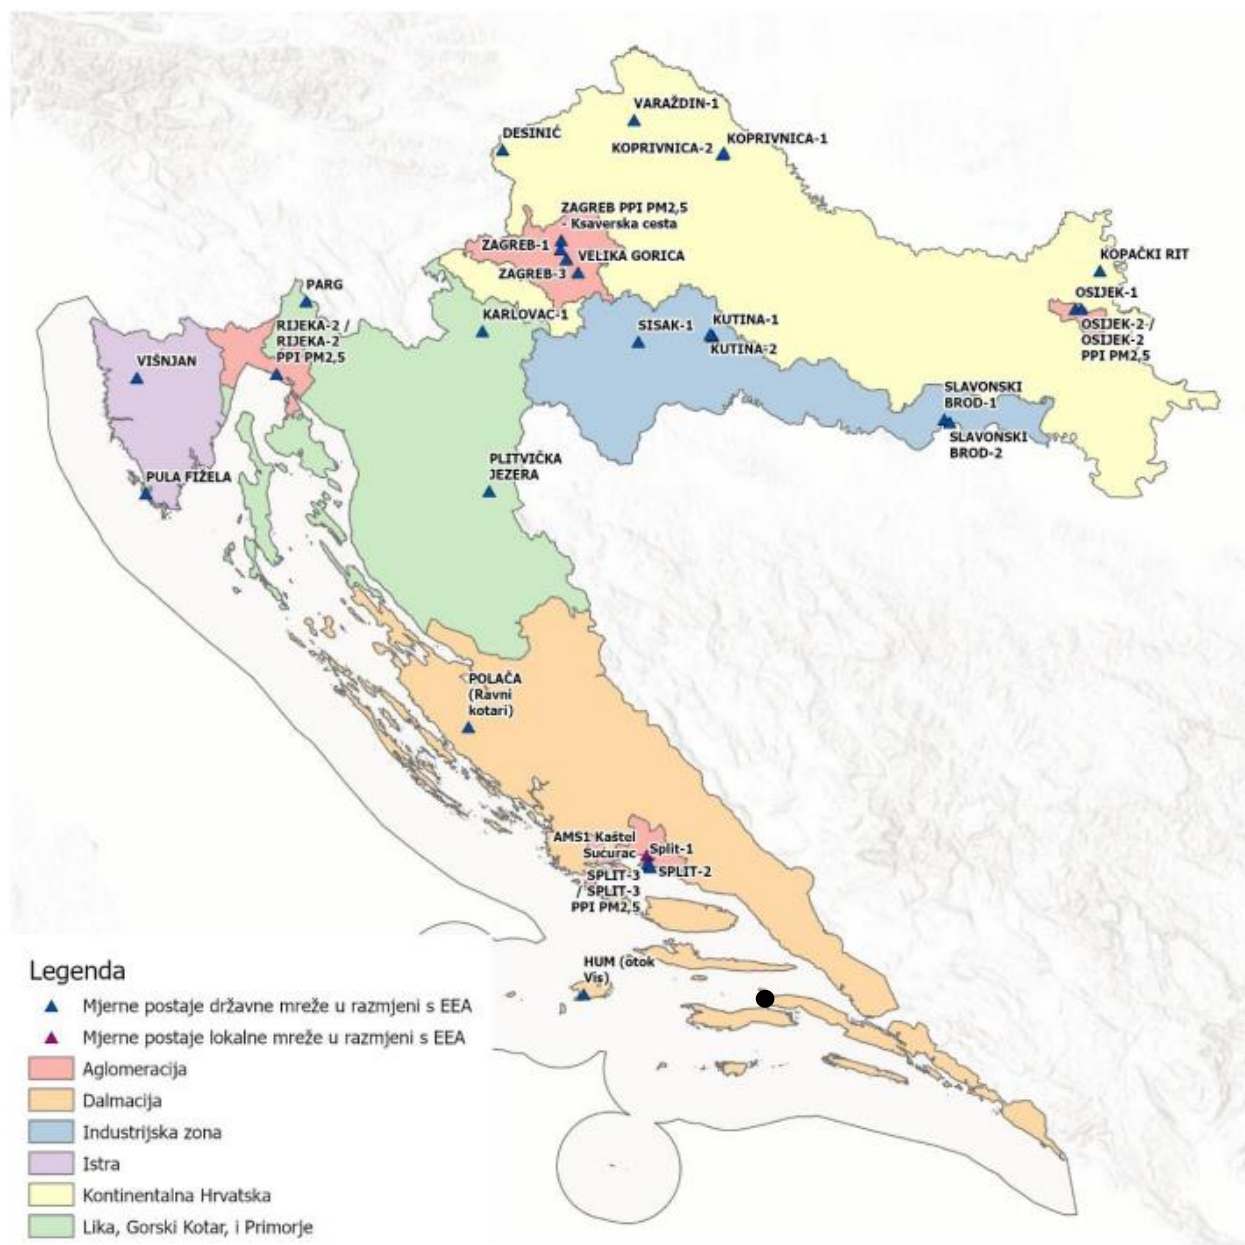 VARAŽDIN-1
DESINIĆ
KOPRIVNICA-1
KOPRIVNICA-2
ZAGREB PPI PM2,5
- Ksaverska cesta
ZAGREB-1
VELIKA GORICA
ZAGREB-3
KOPAČKI RIT
PARG
OSIJEK-1
RIJEKA-2 /
RIJEKA-2
PPI PM2,5
KARLOVAC-1
SISAK-1
KUTINA-1
KUTINA-2
OSIJEK-2 /
OSIJEK-2
PPI PM2,5
VIŠNJAN
SLAVONSKI
BROD-1
SLAVONSKI
BROD-2
PLITVIČKA
JEZERA
PULA FIŽELA
POLAČA
(Ravni
kotari)
AMS1 Kaštel
Sućurac
Split-1
SPLIT-2
SPLIT-3
/ SPLIT-3
PPI PM2,5
HUM (otok
Vis)
Legenda
Mjerne postaje državne mreže u razmjeni s EEA
Mjerne postaje lokalne mreže u razmjeni s EEA
Aglomeracija
Dalmacija
Industrijska zona
Istra
Kontinentalna Hrvatska
Lika, Gorski Kotar, i Primorje